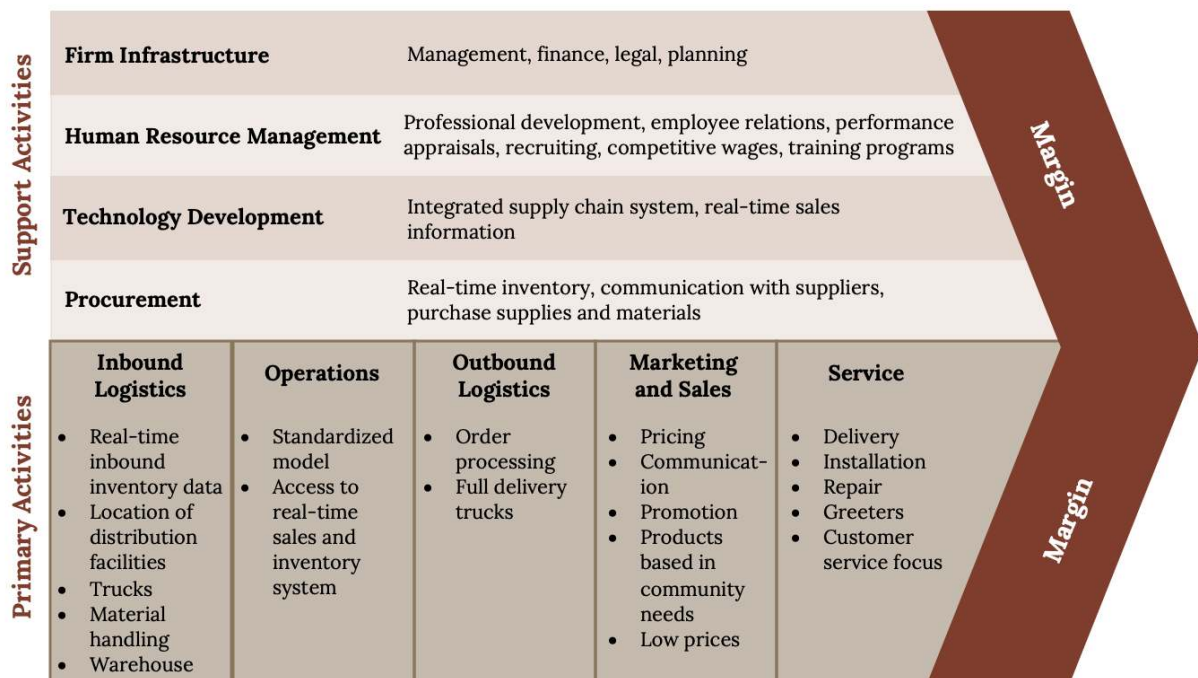 Support Activities
Firm Infrastructure
Management, finance, legal, planning
Human Resource Management
Professional development, employee relations, performance
appraisals, recruiting, competitive wages, training programs
Technology Development
Integrated supply chain system, real-time sales
information
Procurement
Real-time inventory, communication with suppliers,
purchase supplies and materials
Margin
Primary Activities
Inbound
Logistics
• Real-time
inbound
inventory data
• Location of
distribution
facilities
• Trucks
• Material
handling
• Warehouse
Operations
• Standardized
model
• Access to
real-time
sales and
inventory
system
Outbound
Logistics
• Order
processing
• Full delivery
trucks
Marketing
and Sales
• Pricing
• Communicat-
ion
• Promotion
• Products
based in
community
needs
• Low prices
Service
• Delivery
• Installation
• Repair
• Greeters
• Customer
service focus
Margin